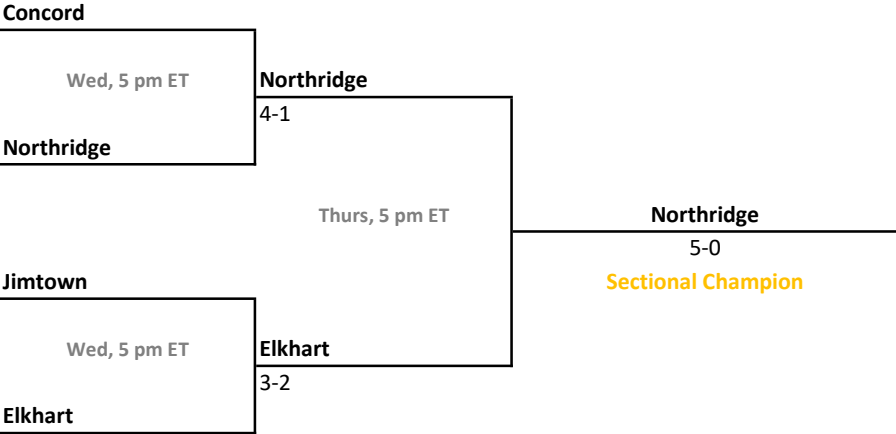 Concord
Wed, 5 pm ET
Northridge
4-1
Northridge
Thurs, 5 pm ET
Northridge
5-0
Sectional Champion
Jimtown
Wed, 5 pm ET
Elkhart
3-2
Elkhart